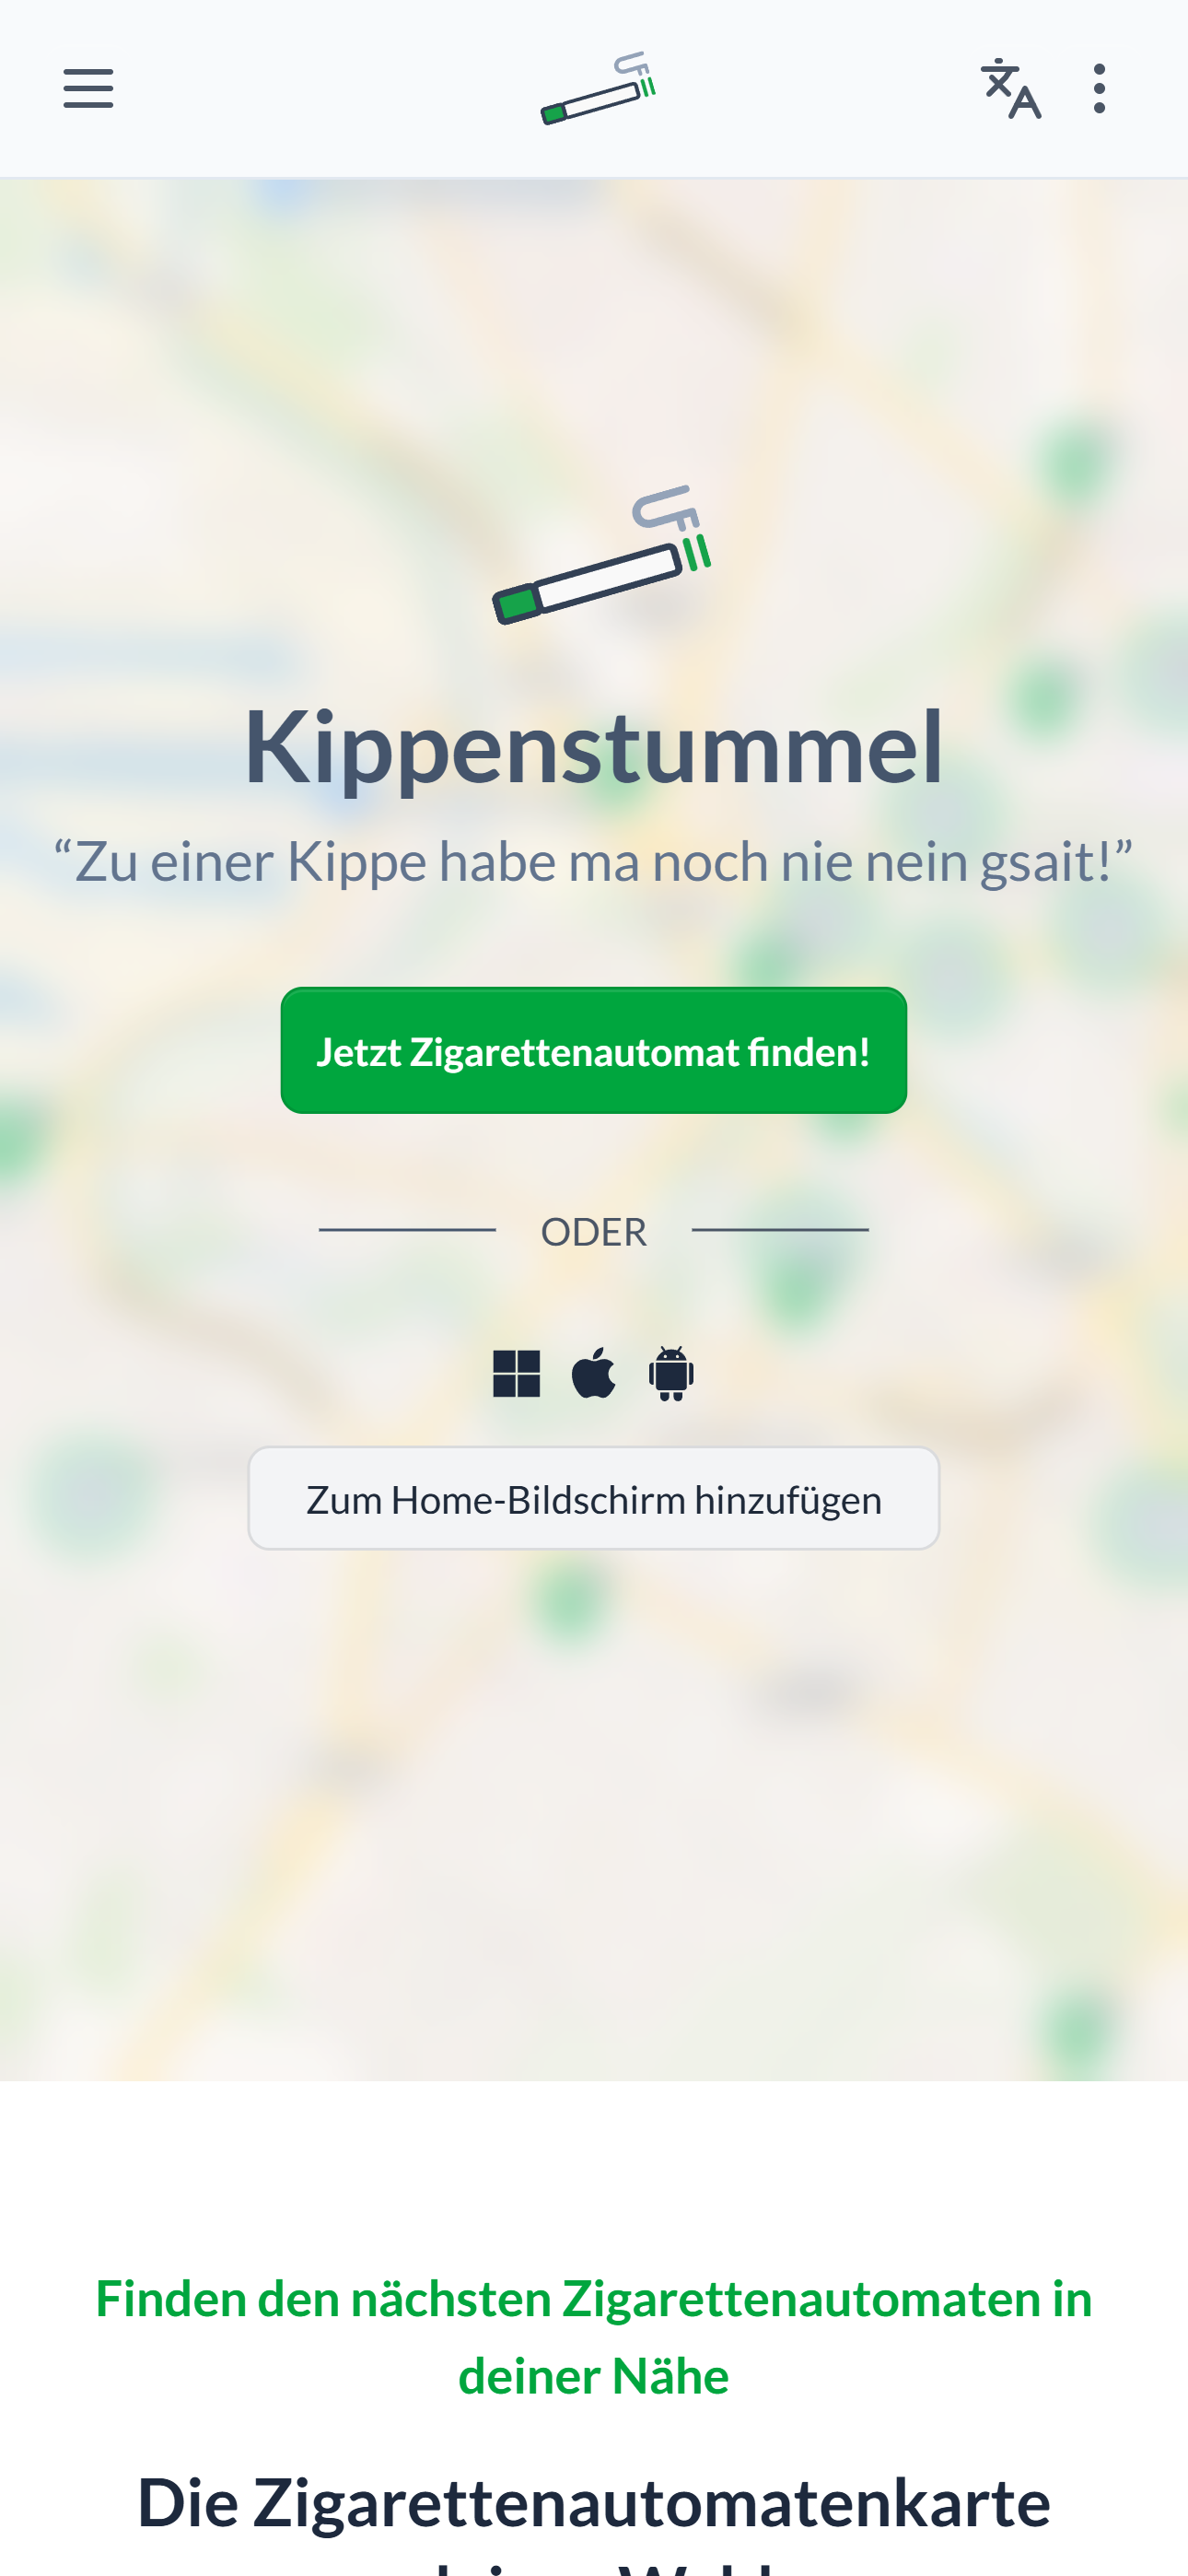 Kippenstummel
“Zu einer Kippe habe ma noch nie nein gsait!”
Jetzt Zigarettenautomat finden!
ODER
Zum Home-Bildschirm hinzufügen
Finden den nächsten Zigarettenautomaten in
deiner Nähe
Die Zigarettenautomatenkarte